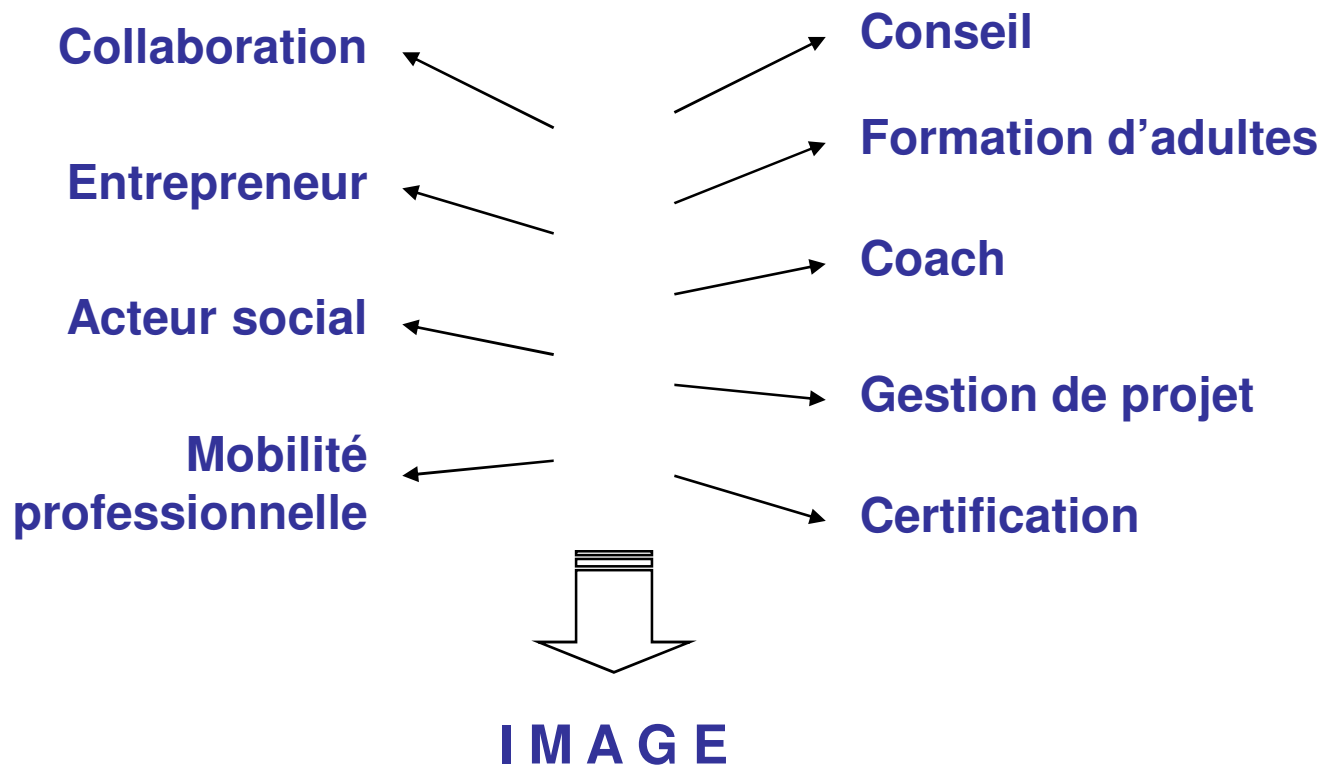 Collaboration
Entrepreneur
Acteur social
Mobilité
professionnelle
Conseil
Formation d’adultes
Coach
Gestion de projet
Certification
I M A G E